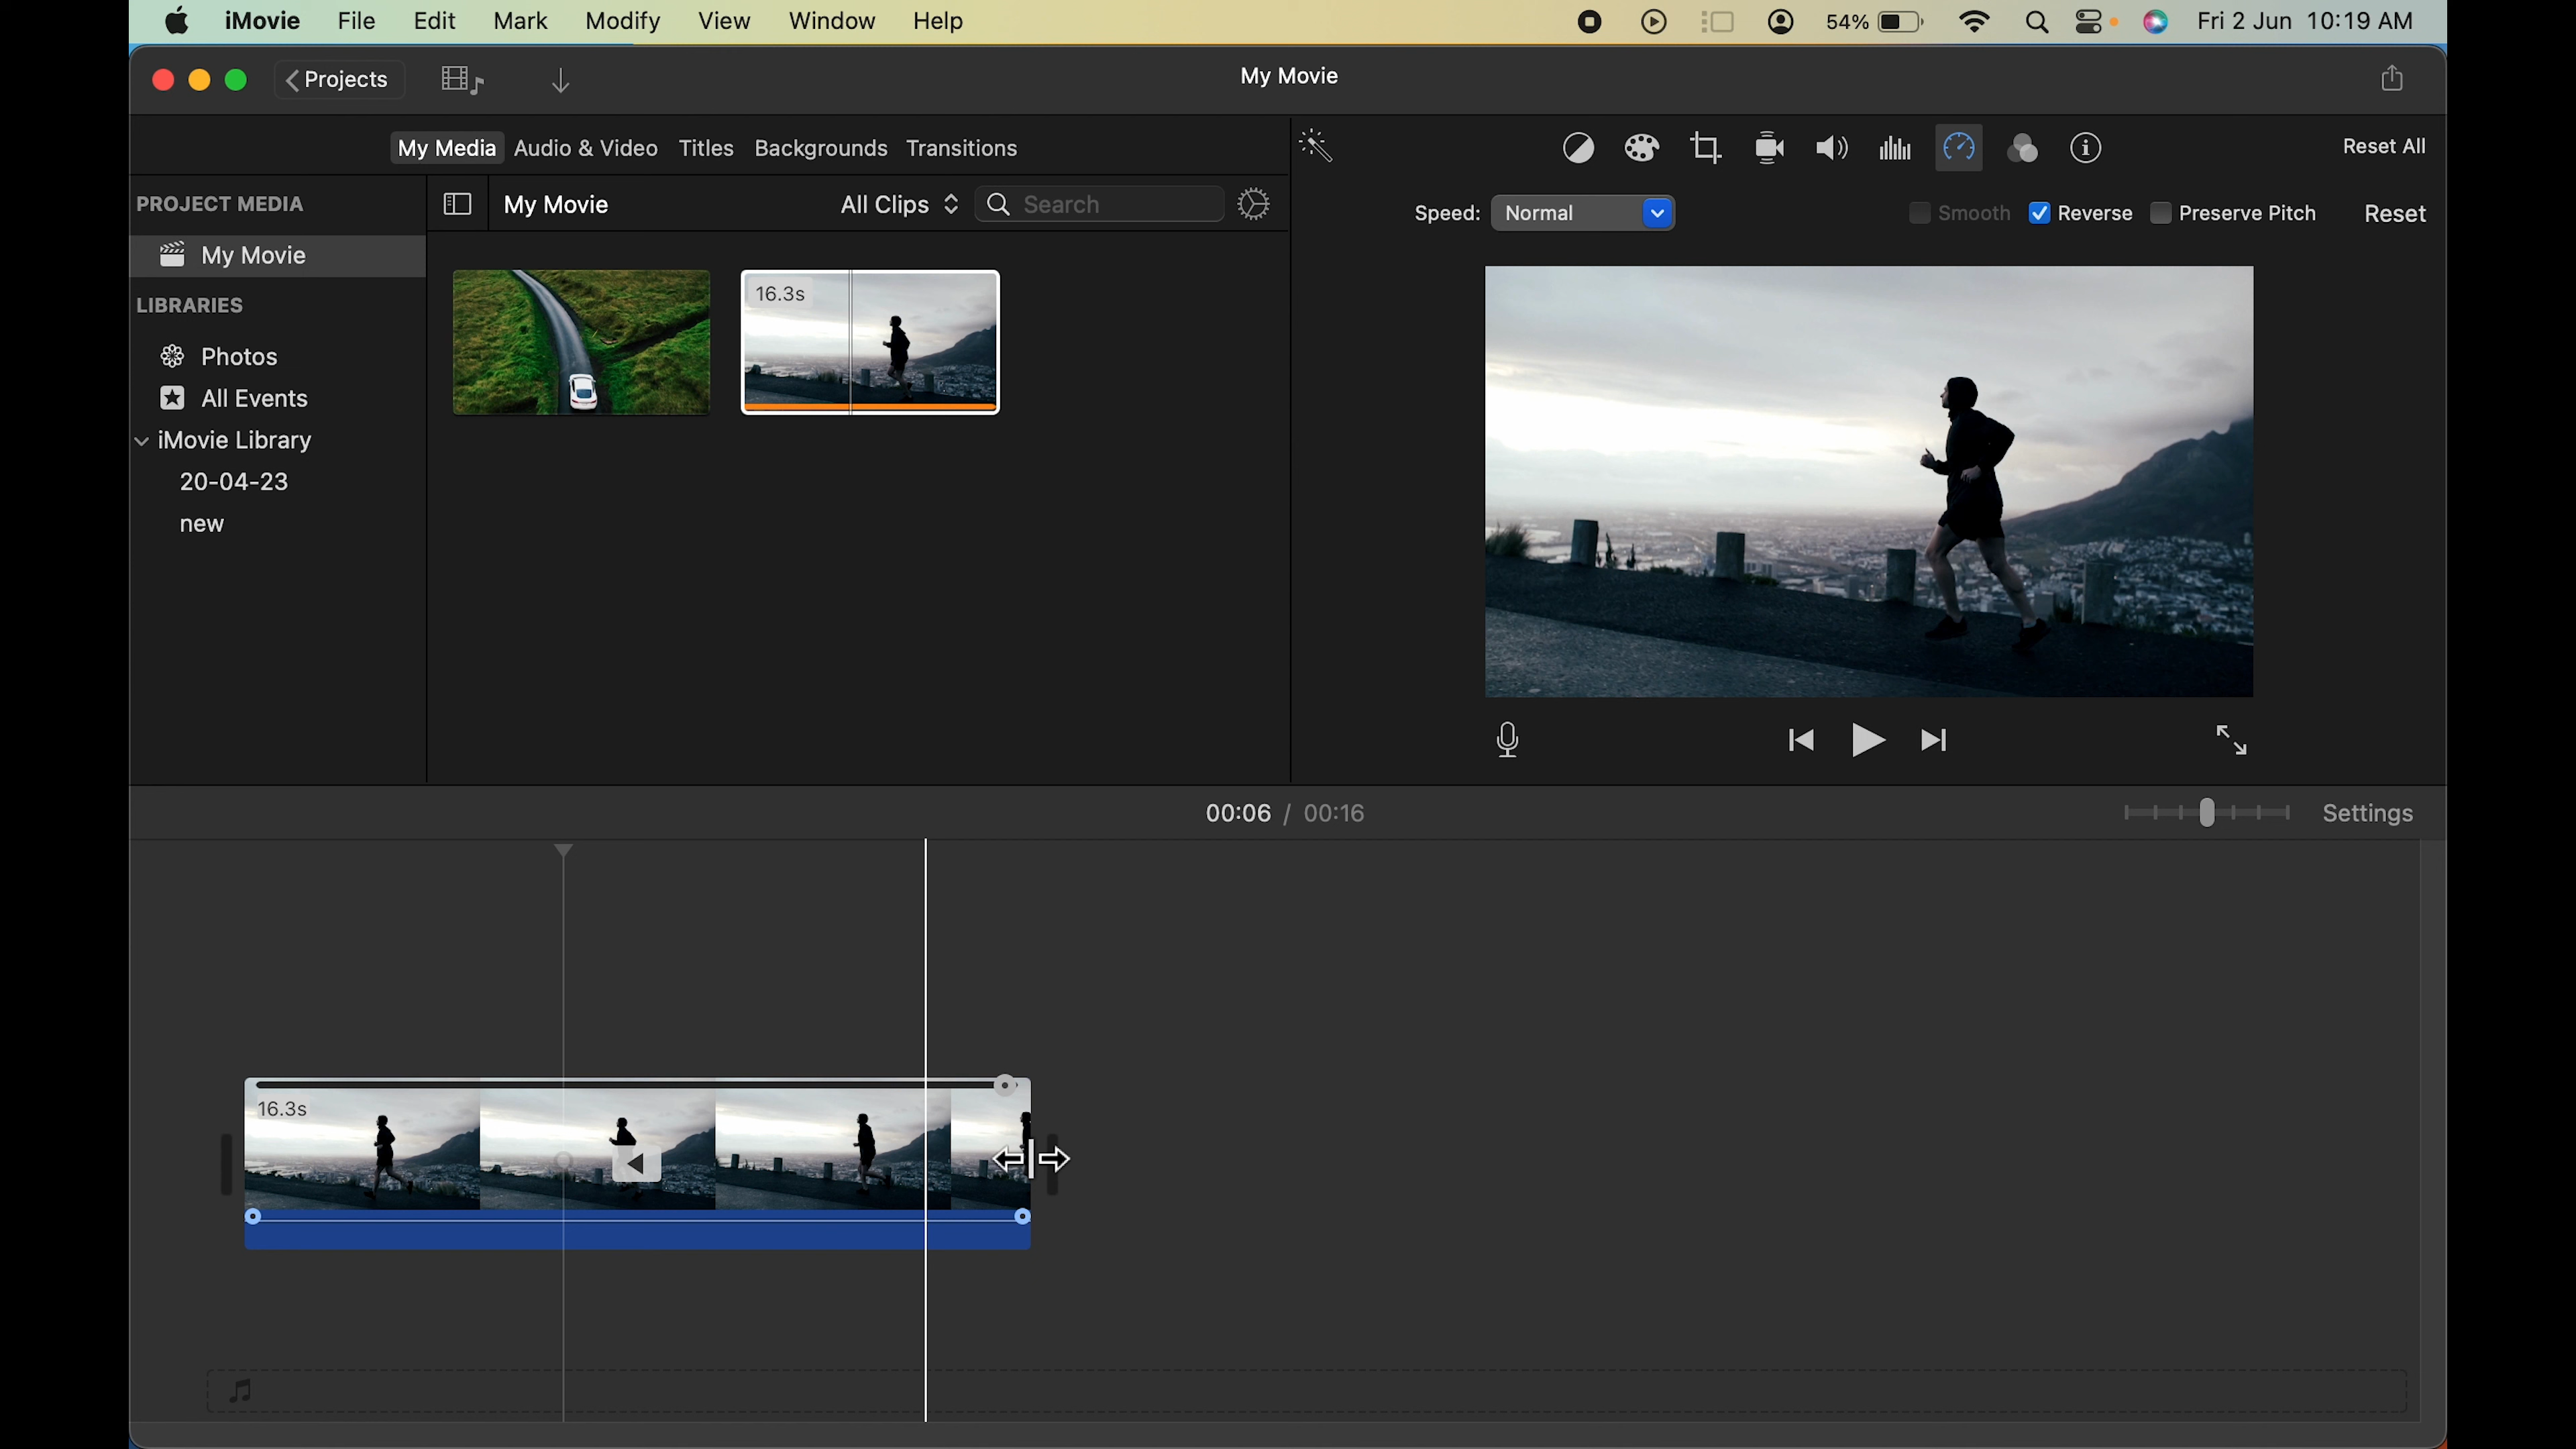 iMovie File Edit Mark Modify View Window Help 54% Fri 2 Jun 10:19 AM
Projects My Movie
My Media Audio & Video Titles Backgrounds Transitions Reset All
PROJECT MEDIA My Movie All Clips Search Speed: Normal Smooth Reverse Preserve Pitch Reset
My Movie
16.3s
LIBRARIES
Photos
All Events
iMovie Library
20-04-23
new
00:06 / 00:16 Settings
16.3s